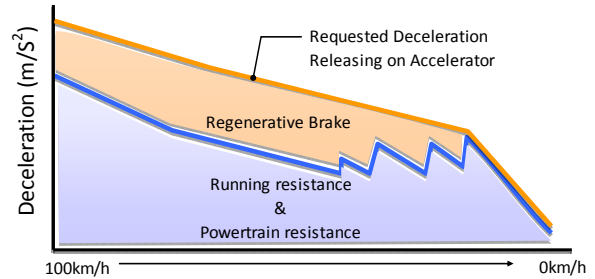 Deceleration (m/S²)
Requested Deceleration
Releasing on Accelerator
Regenerative Brake
Running resistance
&
Powertrain resistance
100km/h
0km/h